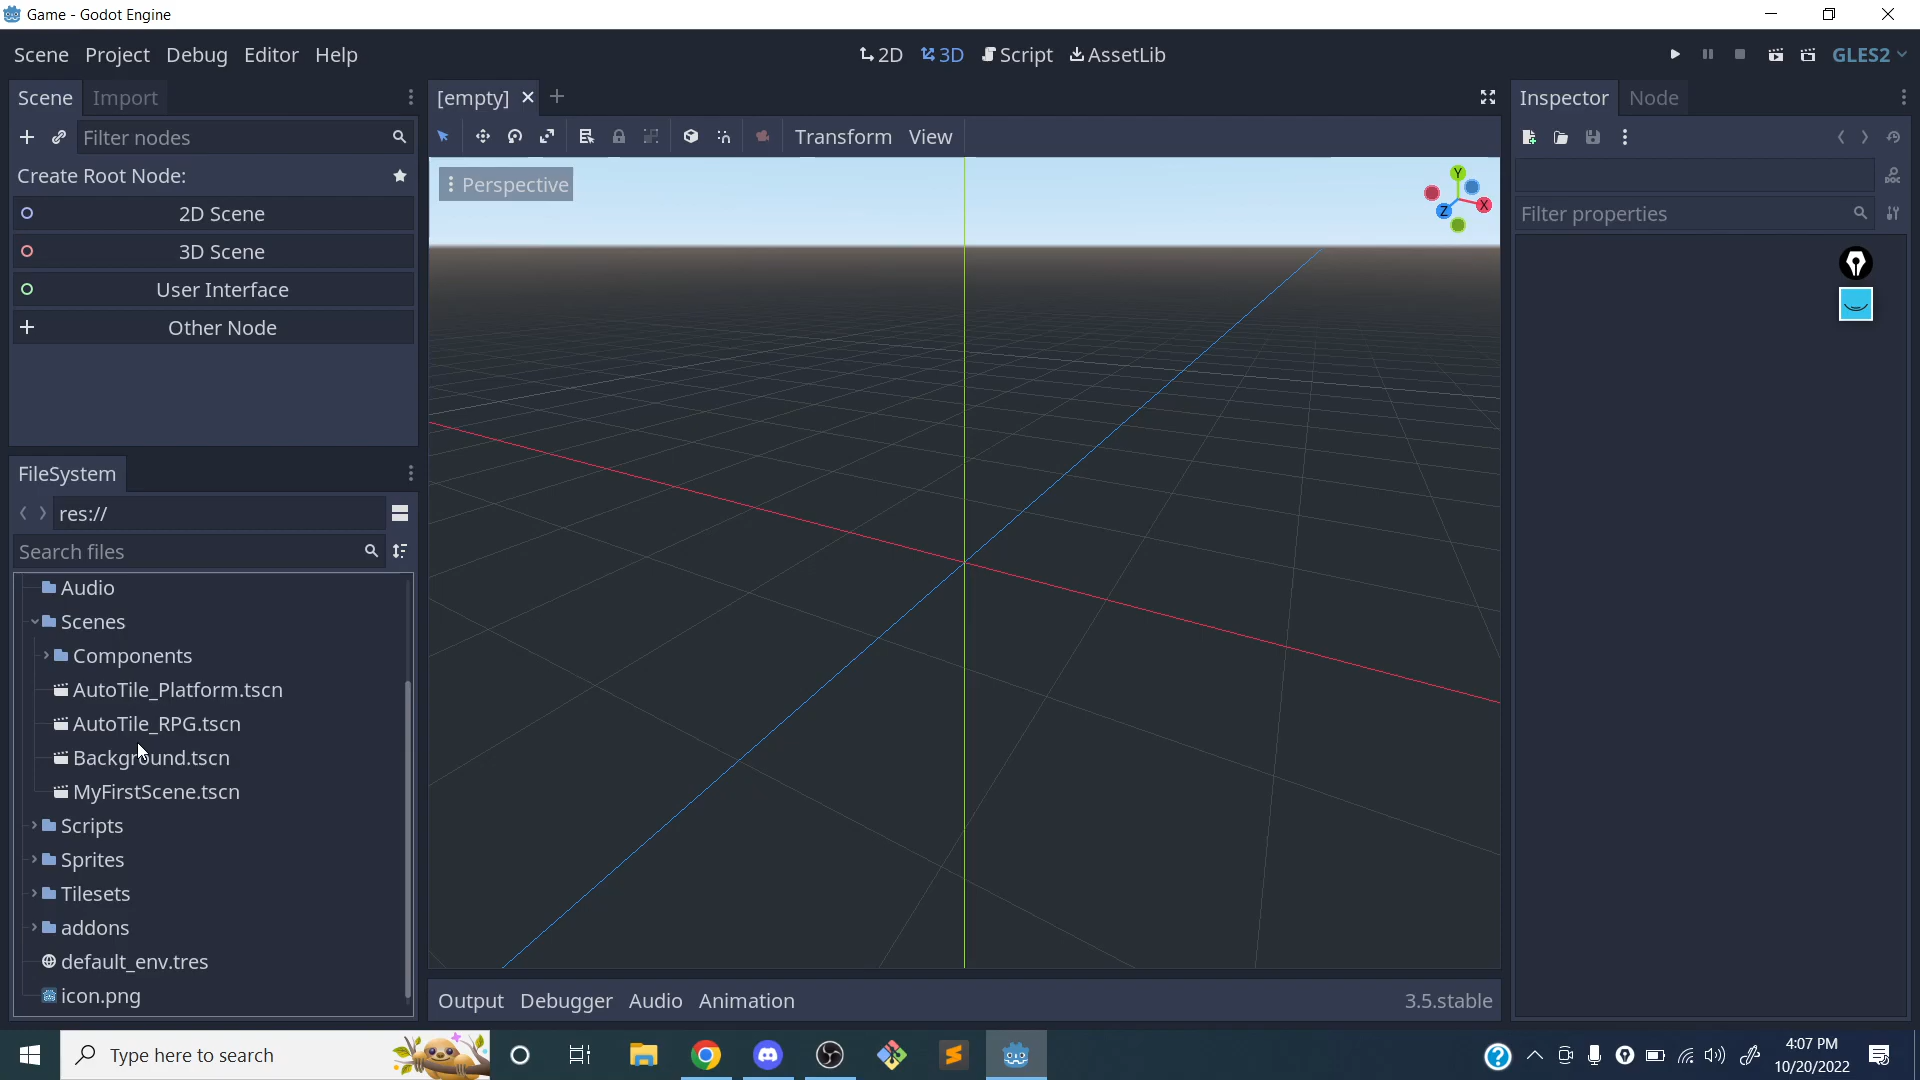 Game - Godot Engine
Scene Project Debug Editor Help
2D 3D Script AssetLib
GLES2
Scene Import
[empty]
Inspector Node
Filter nodes
Transform View
Create Root Node:
Perspective
Y
X
Z
DOC
2D Scene
Filter properties
3D Scene
User Interface
Other Node
FileSystem
res://
Search files
Audio
Scenes
Components
AutoTile_Platform.tscn
AutoTile_RPG.tscn
Background.tscn
MyFirstScene.tscn
Scripts
Sprites
Tilesets
addons
default_env.tres
icon.png
Output Debugger Audio Animation
3.5.stable
Type here to search
4:07 PM
10/20/2022